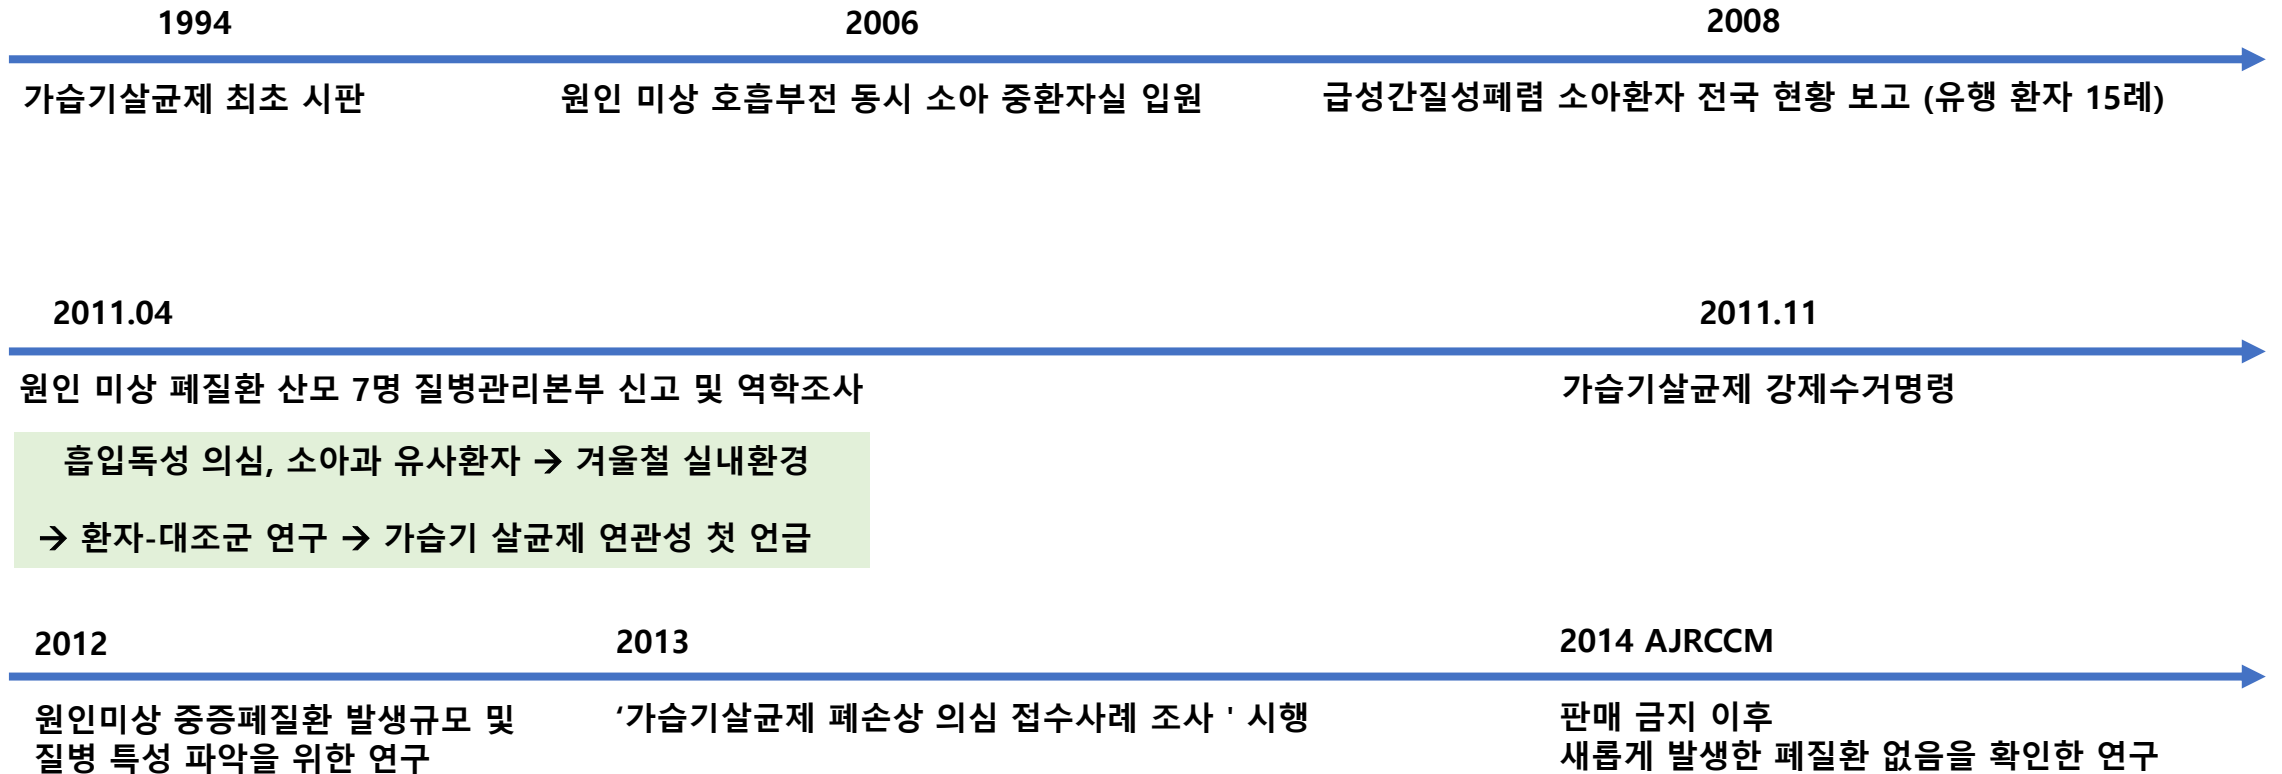 1994
2006
2008
가습기살균제 최초 시판
원인 미상 호흡부전 동시 소아 중환자실 입원
급성간질성폐렴 소아환자 전국 현황 보고 (유행 환자 15례)
2011.04
2011.11
원인 미상 폐질환 산모 7명 질병관리본부 신고 및 역학조사
가습기살균제 강제수거명령
흡입독성 의심, 소아과 유사환자 → 겨울철 실내환경
→ 환자-대조군 연구 → 가습기 살균제 연관성 첫 언급
2012
2013
2014 AJRCCM
원인미상 중증폐질환 발생규모 및
질병 특성 파악을 위한 연구
‘가습기살균제 폐손상 의심 접수사례 조사 ' 시행
판매 금지 이후
새롭게 발생한 폐질환 없음을 확인한 연구